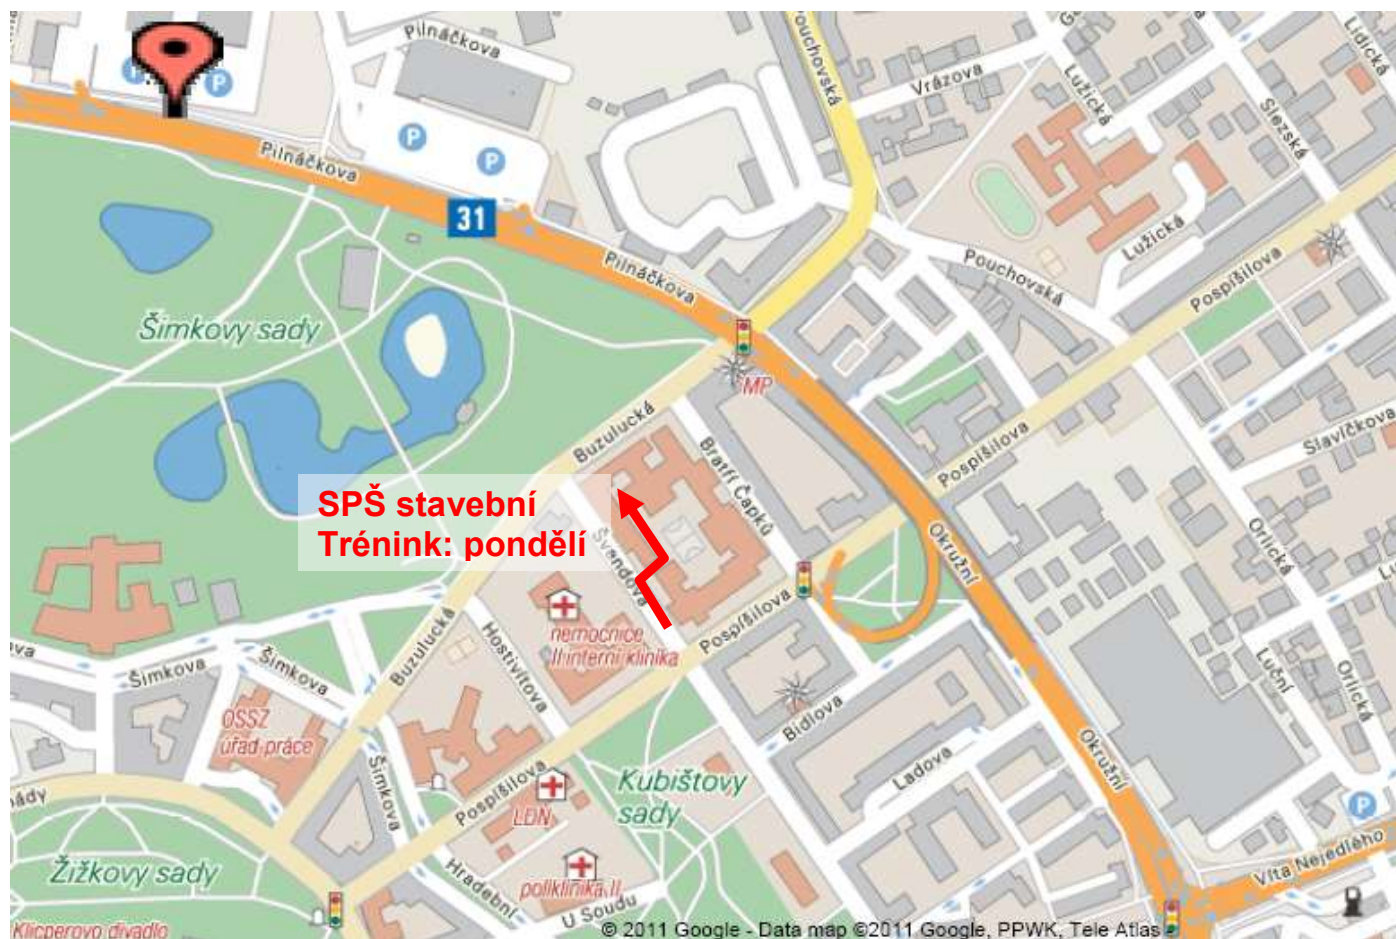 Pilnáčkova
Pouchovská
Vrázova
Lužická
Lidická
Slezská
P
P
P
P
Pilnáčkova
31
Pilnáčkova
Lužická
Pouchovská
Pospíšilova
Šimkovy sady
MP
Buzulucká
Bratří Čapků
Pospíšilova
Slavíčkova
SPŠ stavební
Trénink: pondělí
Švendova
Okružní
Orlická
nemocnice
II interní klinika
Pospíšilova
Buzulucká
Hostivítova
Šimkova
Šimkova
Bidlova
Luční
Orlická
OSSZ
úřad práce
Šimkova
Pospíšilova
LDN
Kubištovy
sady
Ladova
Okružní
P
Žižkovy sady
Hradební
poliklinika II
U Soudu
Víta Nejedlého
Klicperovo divadlo
© 2011 Google - Data map ©2011 Google, PPWK, Tele Atlas